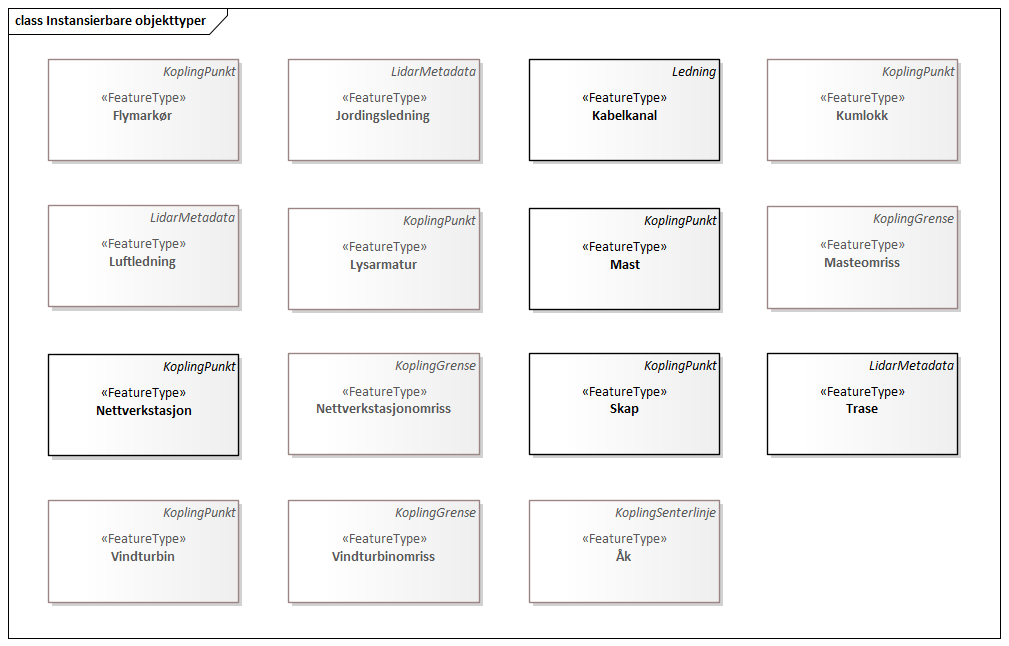 class Instansierbare objekttyper
KoplingPunkt
«FeatureType»
Flymarkør
LidarMetadata
«FeatureType»
Jordingsledning
Ledning
«FeatureType»
Kabelkanal
KoplingPunkt
«FeatureType»
Kumlokk
LidarMetadata
«FeatureType»
Luftledning
KoplingPunkt
«FeatureType»
Lysarmatur
KoplingPunkt
«FeatureType»
Mast
KoplingGrense
«FeatureType»
Masteomriss
KoplingPunkt
«FeatureType»
Nettverkstasjon
KoplingGrense
«FeatureType»
Nettverkstasjonomriss
KoplingPunkt
«FeatureType»
Skap
LidarMetadata
«FeatureType»
Trase
KoplingPunkt
«FeatureType»
Vindturbin
KoplingGrense
«FeatureType»
Vindturbinomriss
KoplingSenterlinje
«FeatureType»
Åk